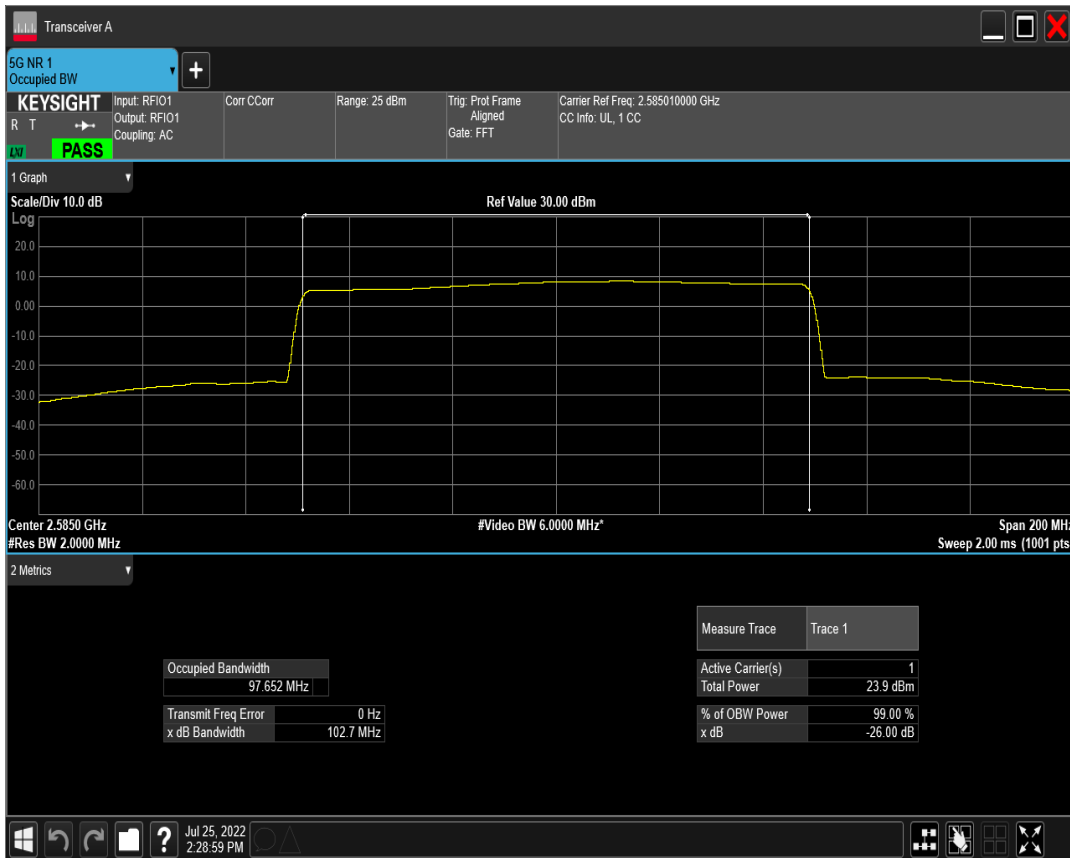 Transceiver A
5G NR 1
Occupied BW
+
KEYSIGHT
R T
LXI
PASS
Input: RFIO1
Output: RFIO1
Coupling: AC
Corr CCorr
Range: 25 dBm
Trig: Prot Frame
Aligned
Gate: FFT
Carrier Ref Freq: 2.585010000 GHz
CC Info: UL, 1 CC
1 Graph
Scale/Div 10.0 dB
Ref Value 30.00 dBm
Log
20.0
10.0
0.00
-10.0
-20.0
-30.0
-40.0
-50.0
-60.0
Center 2.5850 GHz
#Video BW 6.0000 MHz*
Span 200 MHz
#Res BW 2.0000 MHz
Sweep 2.00 ms (1001 pts
2 Metrics
Measure Trace Trace 1
Occupied Bandwidth
97.652 MHz
Active Carrier(s) 1
Total Power 23.9 dBm
Transmit Freq Error 0 Hz
x dB Bandwidth 102.7 MHz
% of OBW Power 99.00 %
x dB -26.00 dB
?
Jul 25, 2022
2:28:59 PM